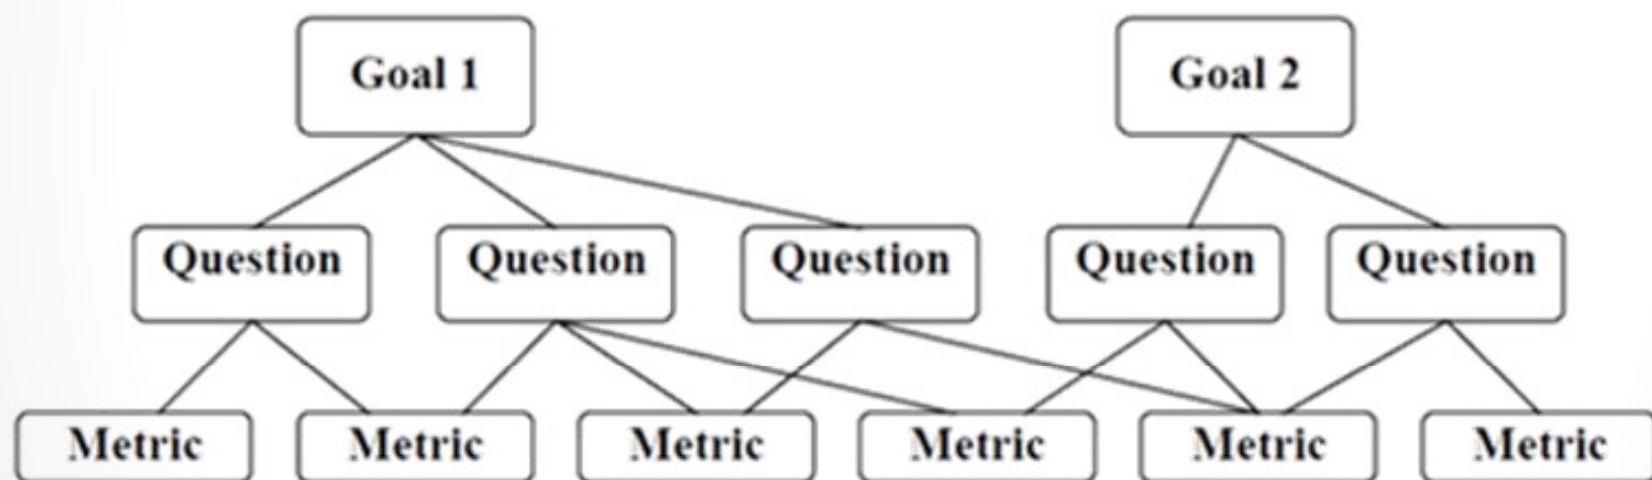 Goal 1
Goal 2
Question
Question
Question
Question
Question
Metric
Metric
Metric
Metric
Metric
Metric